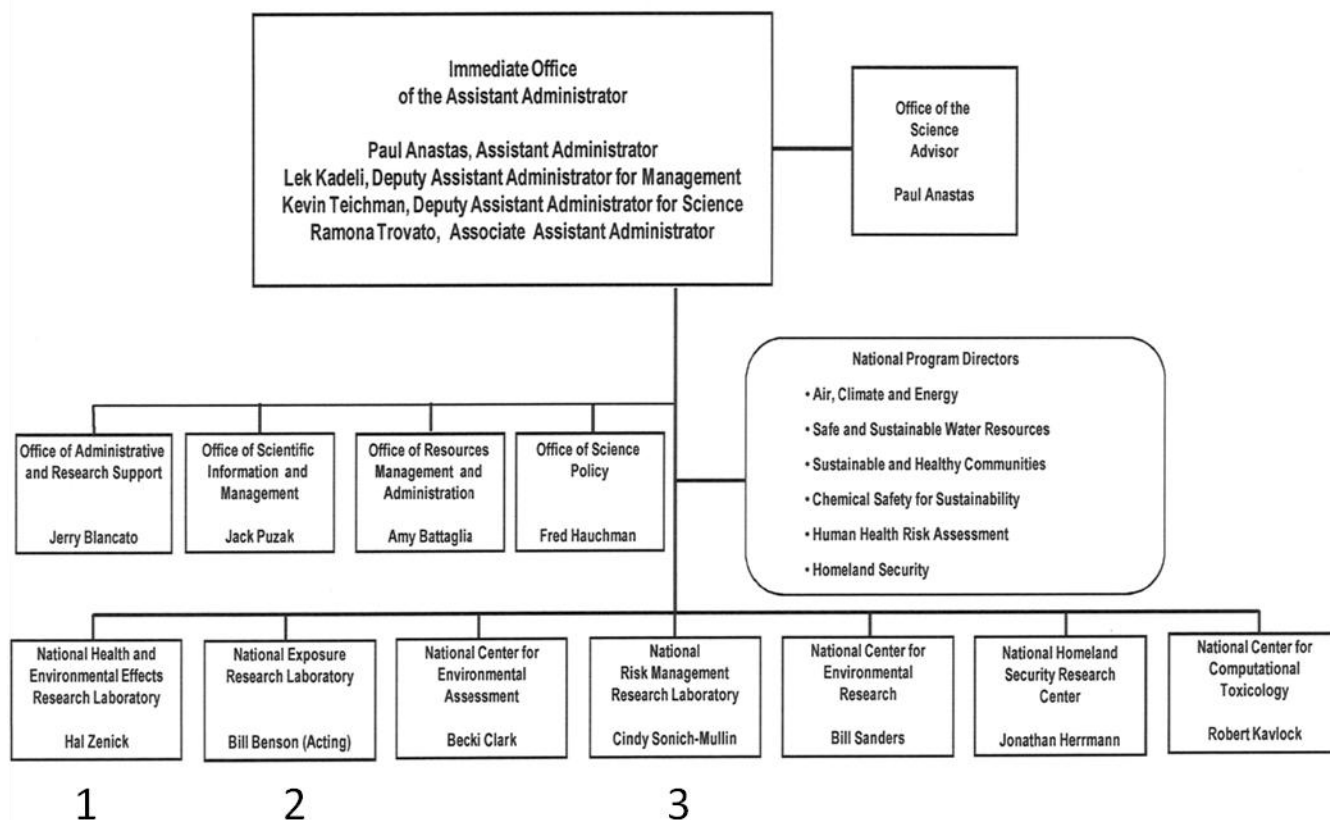 Immediate Office
of the Assistant Administrator
Paul Anastas, Assistant Administrator
Lek Kadeli, Deputy Assistant Administrator for Management
Kevin Teichman, Deputy Assistant Administrator for Science
Ramona Trovato, Associate Assistant Administrator
Office of the
Science
Advisor
Paul Anastas
National Program Directors
• Air, Climate and Energy
• Safe and Sustainable Water Resources
• Sustainable and Healthy Communities
• Chemical Safety for Sustainability
• Human Health Risk Assessment
• Homeland Security
Office of Administrative
and Research Support
Jerry Blancato
Office of Scientific
Information and
Management
Jack Puzak
Office of Resources
Management and
Administration
Amy Battaglia
Office of Science
Policy
Fred Hauchman
National Health and
Environmental Effects
Research Laboratory
Hal Zenick
National Exposure
Research Laboratory
Bill Benson (Acting)
National Center for
Environmental
Assessment
Becki Clark
National
Risk Management
Research Laboratory
Cindy Sonich-Mullin
National Center for
Environmental
Research
Bill Sanders
National Homeland
Security Research
Center
Jonathan Herrmann
National Center for
Computational
Toxicology
Robert Kavlock
1
2
3